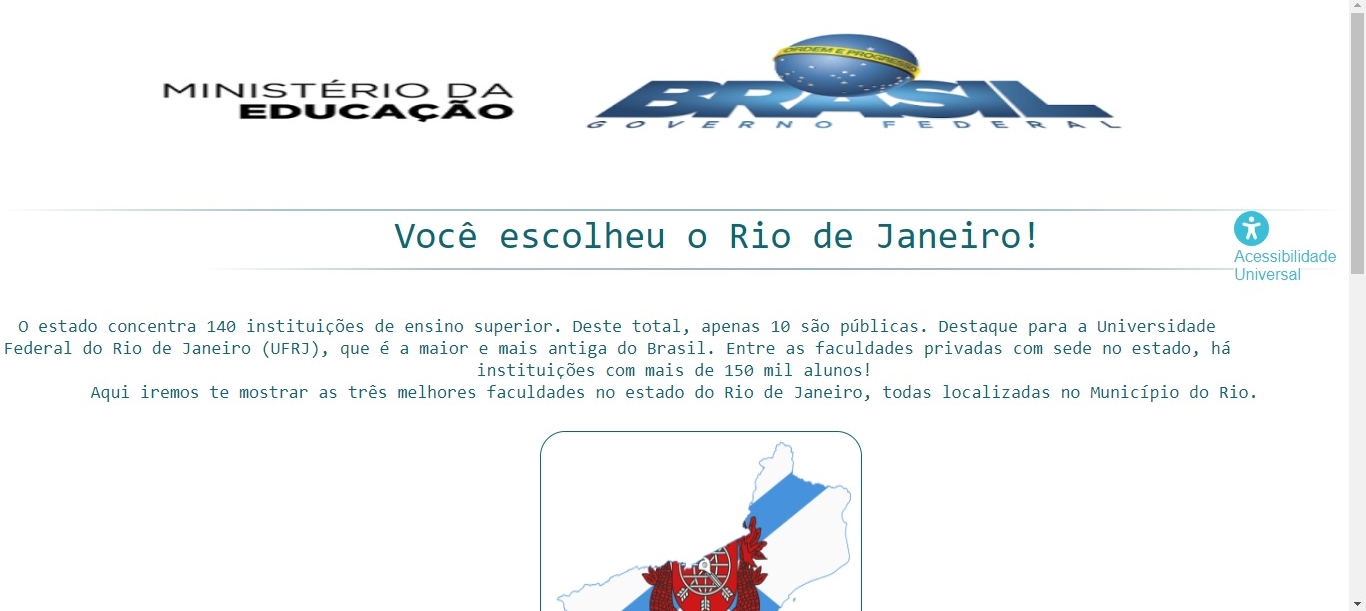 MINISTÉRIO DA
EDUCAÇÃO
ORDEM E PROGRESSO
BRASIL
GOVERNO FEDERAL
Você escolheu o Rio de Janeiro!
Acessibilidade
Universal
O estado concentra 140 instituições de ensino superior. Deste total, apenas 10 são públicas. Destaque para a Universidade
Federal do Rio de Janeiro (UFRJ), que é a maior e mais antiga do Brasil. Entre as faculdades privadas com sede no estado, há
instituições com mais de 150 mil alunos!
Aqui iremos te mostrar as três melhores faculdades no estado do Rio de Janeiro, todas localizadas no Município do Rio.